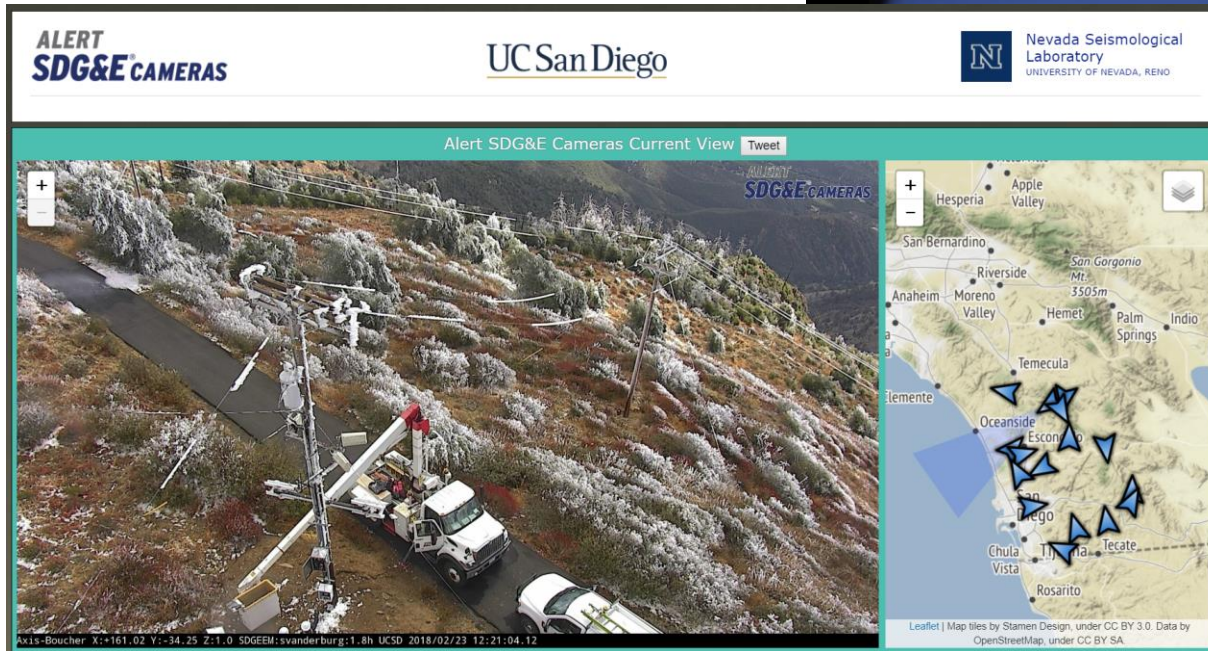 ALERT
SDG&E® CAMERAS
UC San Diego
N
Nevada Seismological
Laboratory
UNIVERSITY OF NEVADA, RENO
Alert SDG&E Cameras Current View
Tweet
+
−
ALERT
SDG&E CAMERAS
Axis-Boucher X:+161.02 Y:-34.25 Z:1.0 SDGEEM:svanderburg:1.8h UCSD 2018/02/23 12:21:04.12
+
−
Apple
Valley
Hesperia
San Bernardino
San Gorgonio
Mt.
3505m
Riverside
Anaheim
Moreno
Valley
Hemet
Palm
Springs
Indio
Temecula
Oceanside
San
Diego
Chula
Vista
Tecate
Rosarito
Leaflet | Map tiles by Stamen Design, under CC BY 3.0. Data by
OpenStreetMap, under CC BY SA.